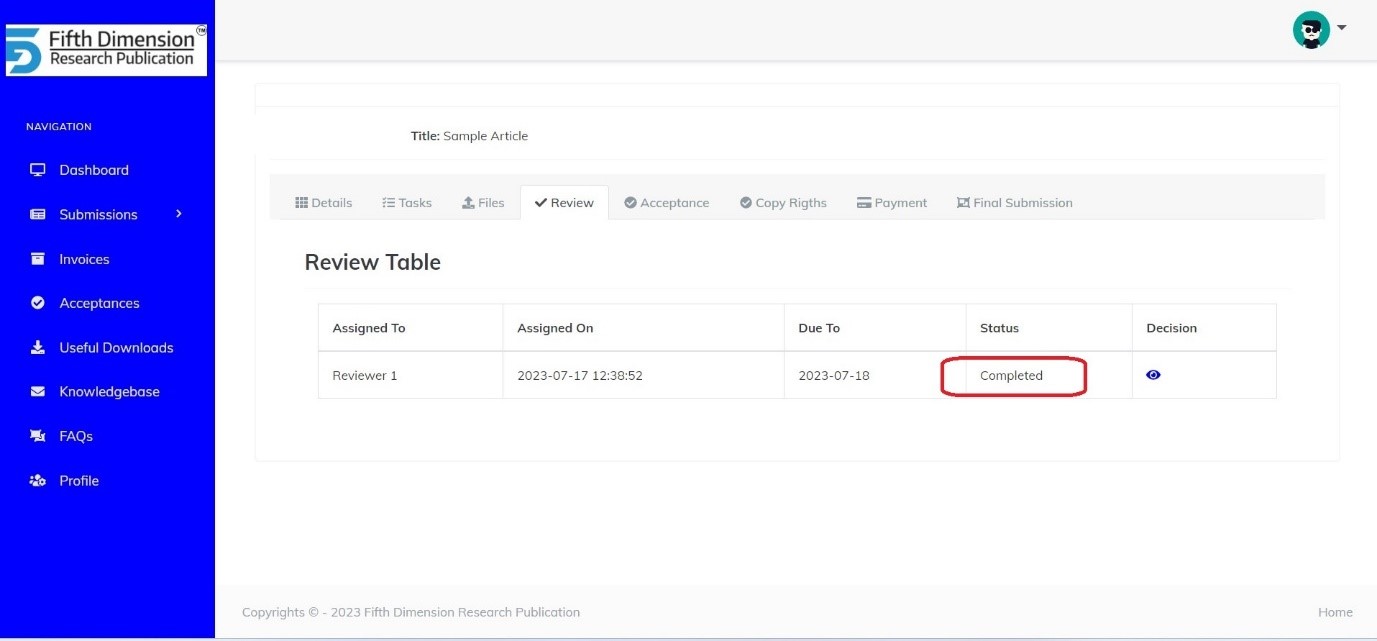 Fifth Dimension TM
Research Publication
NAVIGATION
Dashboard
Submissions
Invoices
Acceptances
Useful Downloads
Knowledgebase
FAQs
Profile
Title: Sample Article
Details Tasks Files Review Acceptance Copy Rigths Payment Final Submission
Review Table
Assigned To Assigned On Due To Status Decision
Reviewer 1 2023-07-17 12:38:52 2023-07-18 Completed
Copyrights © - 2023 Fifth Dimension Research Publication Home